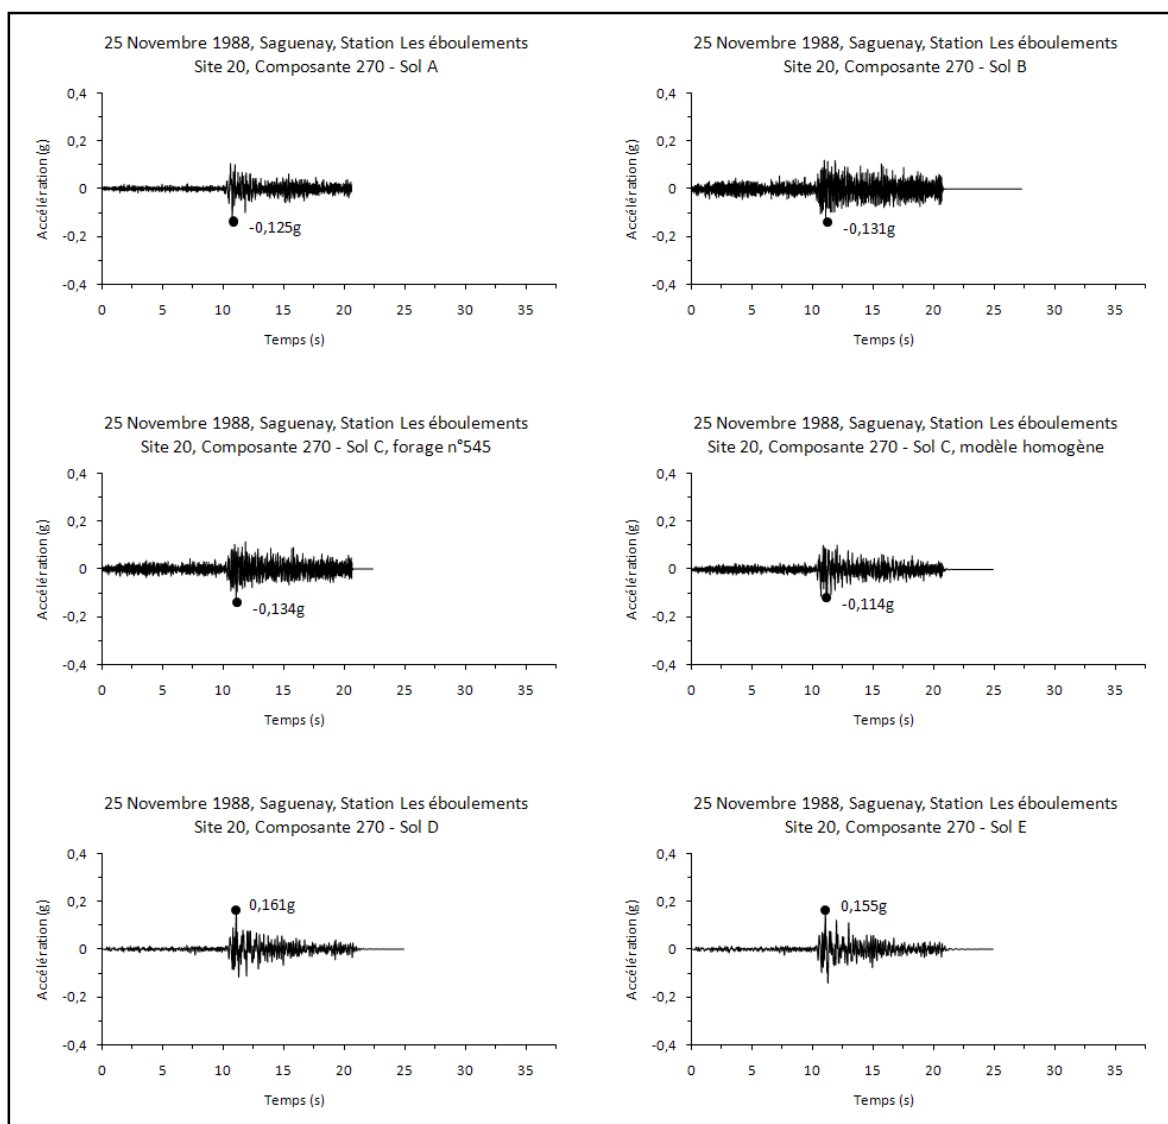 25 Novembre 1988, Saguenay, Station Les éboulements
Site 20, Composante 270 - Sol A
0,4
0,2
0
-0,2
-0,4
Accélération (g)
-0,125g
0 5 10 15 20 25 30 35
Temps (s)
25 Novembre 1988, Saguenay, Station Les éboulements
Site 20, Composante 270 - Sol B
0,4
0,2
0
-0,2
-0,4
Accélération (g)
-0,131g
0 5 10 15 20 25 30 35
Temps (s)
25 Novembre 1988, Saguenay, Station Les éboulements
Site 20, Composante 270 - Sol C, forage n°545
0,4
0,2
0
-0,2
-0,4
Accélération (g)
-0,134g
0 5 10 15 20 25 30 35
Temps (s)
25 Novembre 1988, Saguenay, Station Les éboulements
Site 20, Composante 270 - Sol C, modèle homogène
0,4
0,2
0
-0,2
-0,4
Accélération (g)
-0,114g
0 5 10 15 20 25 30 35
Temps (s)
25 Novembre 1988, Saguenay, Station Les éboulements
Site 20, Composante 270 - Sol D
0,4
0,2
0
-0,2
-0,4
Accélération (g)
0,161g
0 5 10 15 20 25 30 35
Temps (s)
25 Novembre 1988, Saguenay, Station Les éboulements
Site 20, Composante 270 - Sol E
0,4
0,2
0
-0,2
-0,4
Accélération (g)
0,155g
0 5 10 15 20 25 30 35
Temps (s)